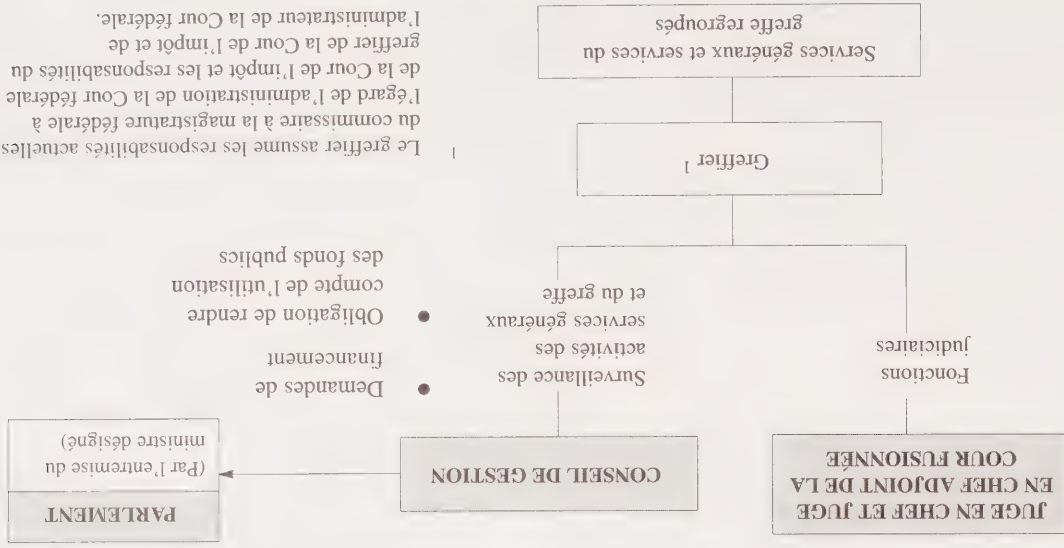 JUGE EN CHEF ET JUGE
EN CHEF ADJOINT DE LA
COUR FUSIONNÉE
CONSEIL DE GESTION
PARLEMENT
(Par l'entremise du
ministre désigné)
Fonctions
judiciaires
Surveillance des
activités des
services généraux
et du greffe
• Demandes de
financement
• Obligation de rendre
compte de l'utilisation
des fonds publics
Greffier 1
Services généraux et services du
greffe regroupés
1 Le greffier assume les responsabilités actuelles
du commissaire à la magistrature fédérale à
l'égard de l'administration de la Cour fédérale
de la Cour de l'impôt et les responsabilités du
greffier de la Cour de l'impôt et de
l'administrateur de la Cour fédérale.